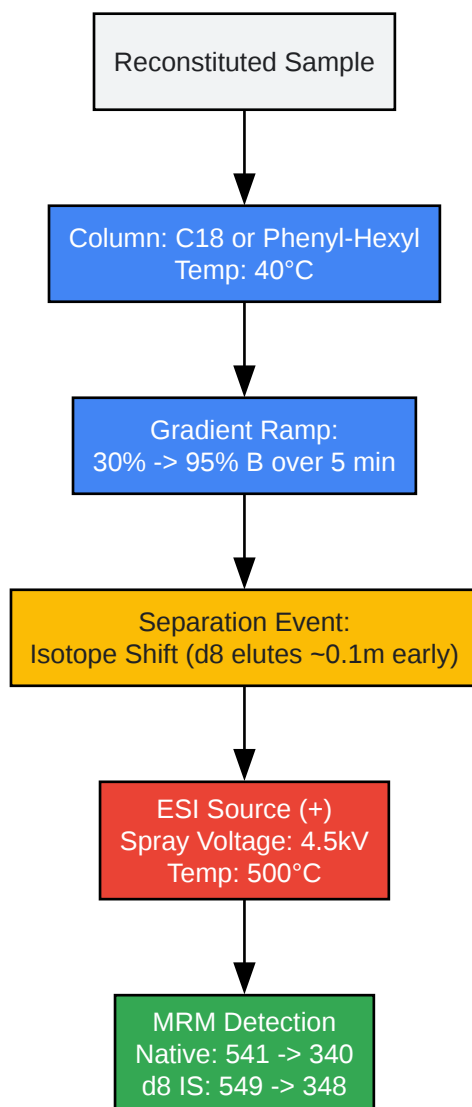 Reconstituted Sample
Column: C18 or Phenyl-Hexyl
Temp: 40°C
Gradient Ramp:
30% -> 95% B over 5 min
Separation Event:
Isotope Shift (d8 elutes ~0.1m early)
ESI Source (+)
Spray Voltage: 4.5kV
Temp: 500°C
MRM Detection
Native: 541 -> 340
d8 IS: 549 -> 348